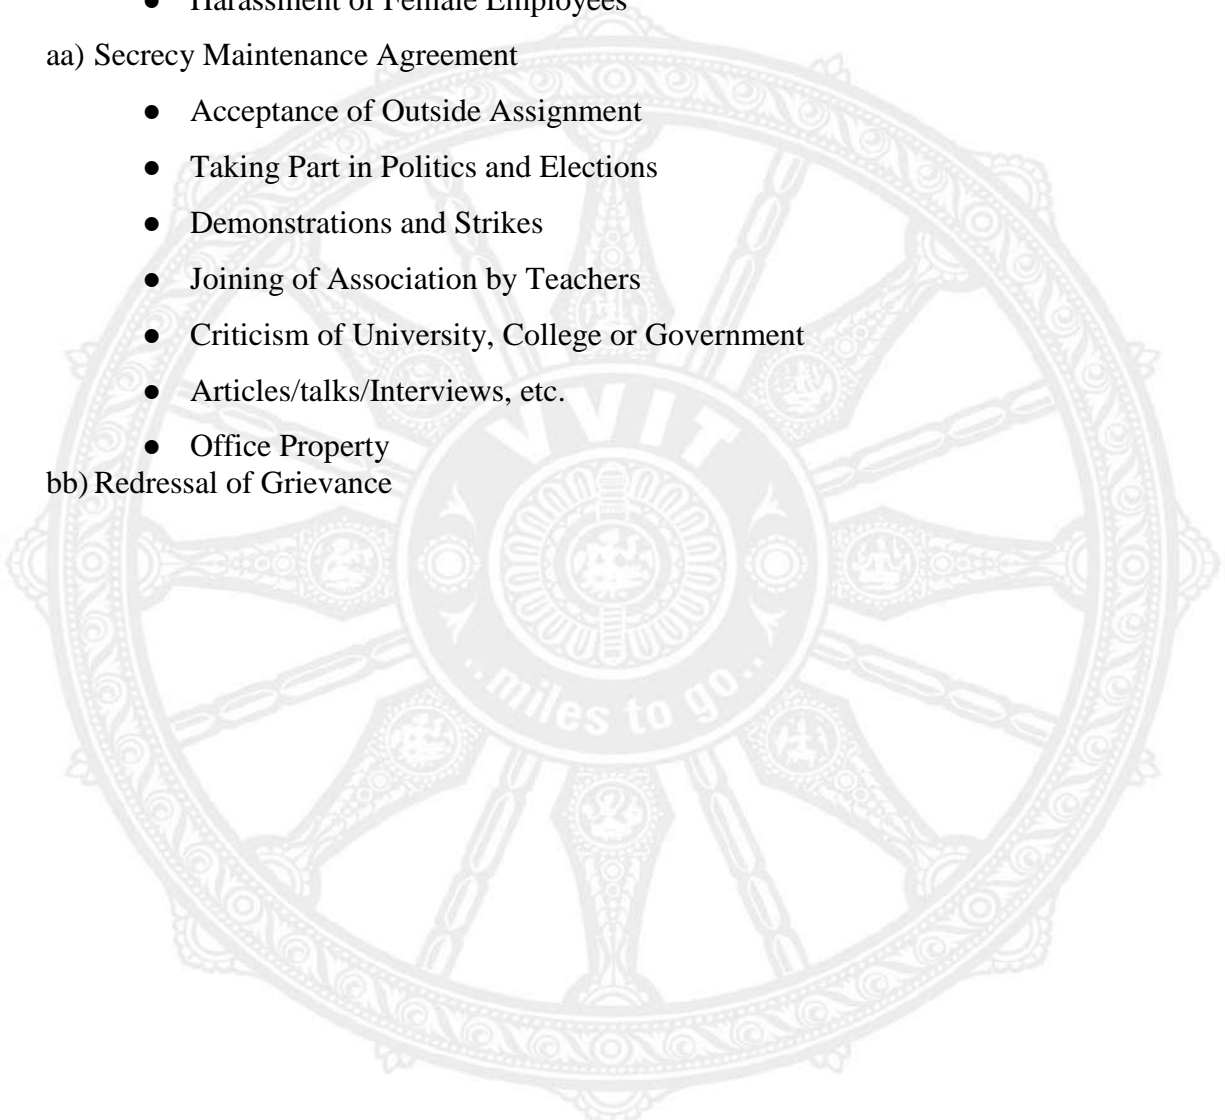 ● Harassment of Female Employees
aa) Secrecy Maintenance Agreement
● Acceptance of Outside Assignment
● Taking Part in Politics and Elections
● Demonstrations and Strikes
● Joining of Association by Teachers
● Criticism of University, College or Government
● Articles/talks/Interviews, etc.
● Office Property
bb) Redressal of Grievance
VVIT
..miles to go..